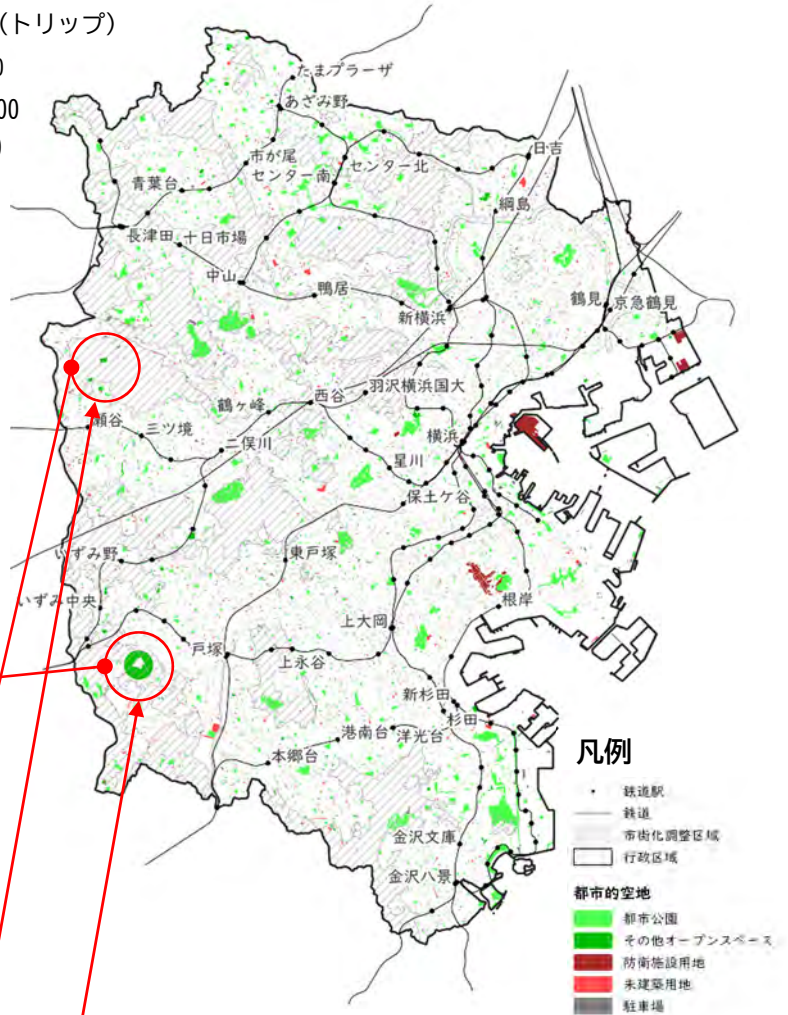 (トリップ)
0
00
0
たまプラーザ
あざみ野
市が尾
センター南
センター北
日吉
青葉台
綱島
長津田
十日市場
中山
鴨居
新横浜
鶴見
京急鶴見
羽沢横浜国大
西谷
鶴ヶ峰
瀬谷
三ツ境
二俣川
横浜
星川
保土ケ谷
いずみ野
東戸塚
いずみ中央
根岸
上大岡
戸塚
上永谷
新杉田
杉田
港南台
洋光台
本郷台
金沢文庫
金沢八景
凡例
鉄道駅
鉄道
市街化調整区域
行政区域
都市的空地
都市公園
その他オープンスペース
防衛施設用地
未建築用地
駐車場